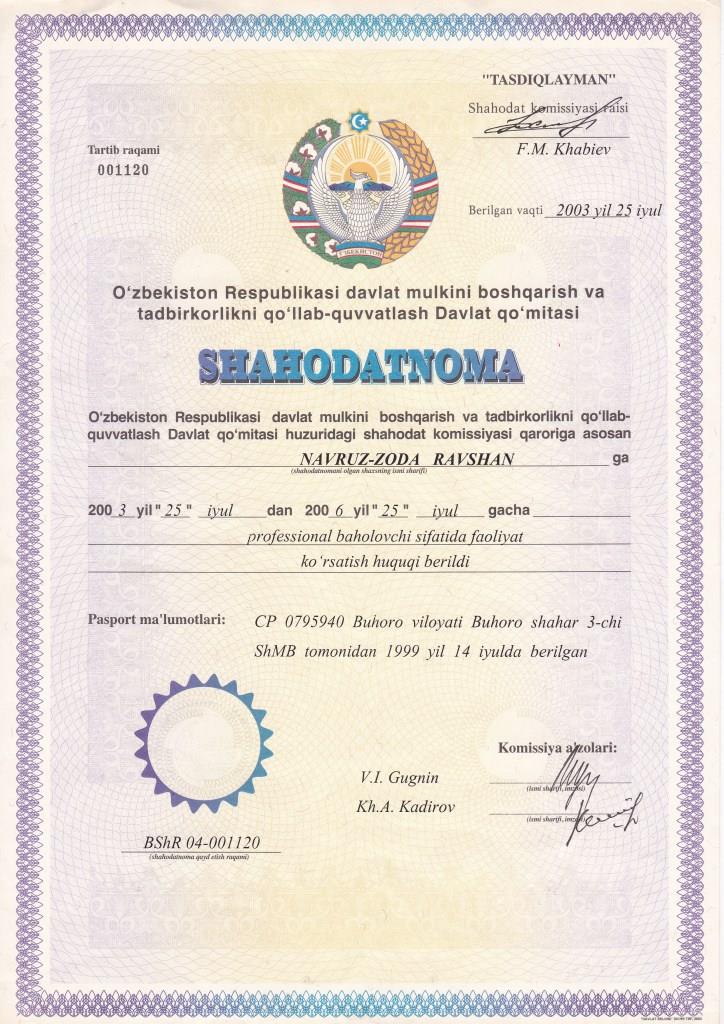 "TASDIQLAYMAN"
Shahodat komissiyasi raisi
F.M. Khabiev
Tartib raqami
001120
Berilgan vaqti 2003 yil 25 iyul
O‘ZBEKISTON
O‘zbekiston Respublikasi davlat mulkini boshqarish va
tadbirkorlikni qo‘llab-quvvatlash Davlat qo‘mitasi
SHAHODATNOMA
O‘zbekiston Respublikasi davlat mulkini boshqarish va tadbirkorlikni qo‘llab-
quvvatlash Davlat qo‘mitasi huzuridagi shahodat komissiyasi qaroriga asosan
NAVRUZ-ZODA RAVSHAN ga
(shahodatnomani olgan shaxsning ismi sharifi)
200 3 yil " 25 " iyul dan 200 6 yil " 25 " iyul gacha
professional baholovchi sifatida faoliyat
ko‘rsatish huquqi berildi
Pasport ma'lumotlari: CP 0795940 Buhoro viloyati Buhoro shahar 3-chi
ShMB tomonidan 1999 yil 14 iyulda berilgan
Komissiya a'zolari:
V.I. Gugnin
(ismi sharifi, imzosi)
Kh.A. Kadirov
(ismi sharifi, imzosi)
BShR 04-001120
(shahodatnoma qayd etish raqami)